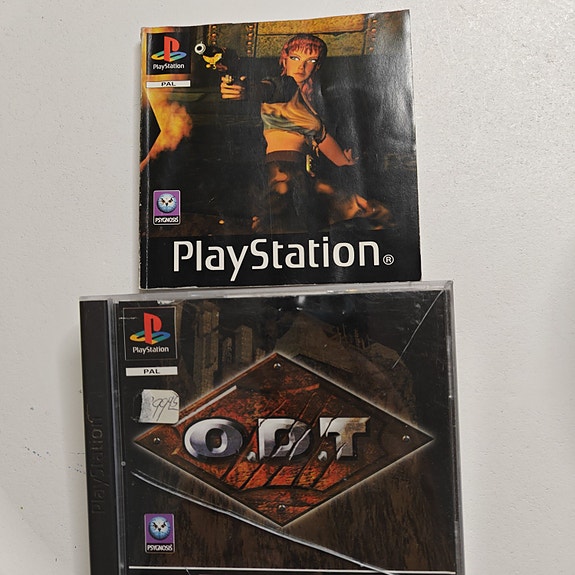 PlayStation
PAL
PSYGNOSIS
PlayStation®
PlayStation
PAL
O.D.T
PlayStation
PSYGNOSIS